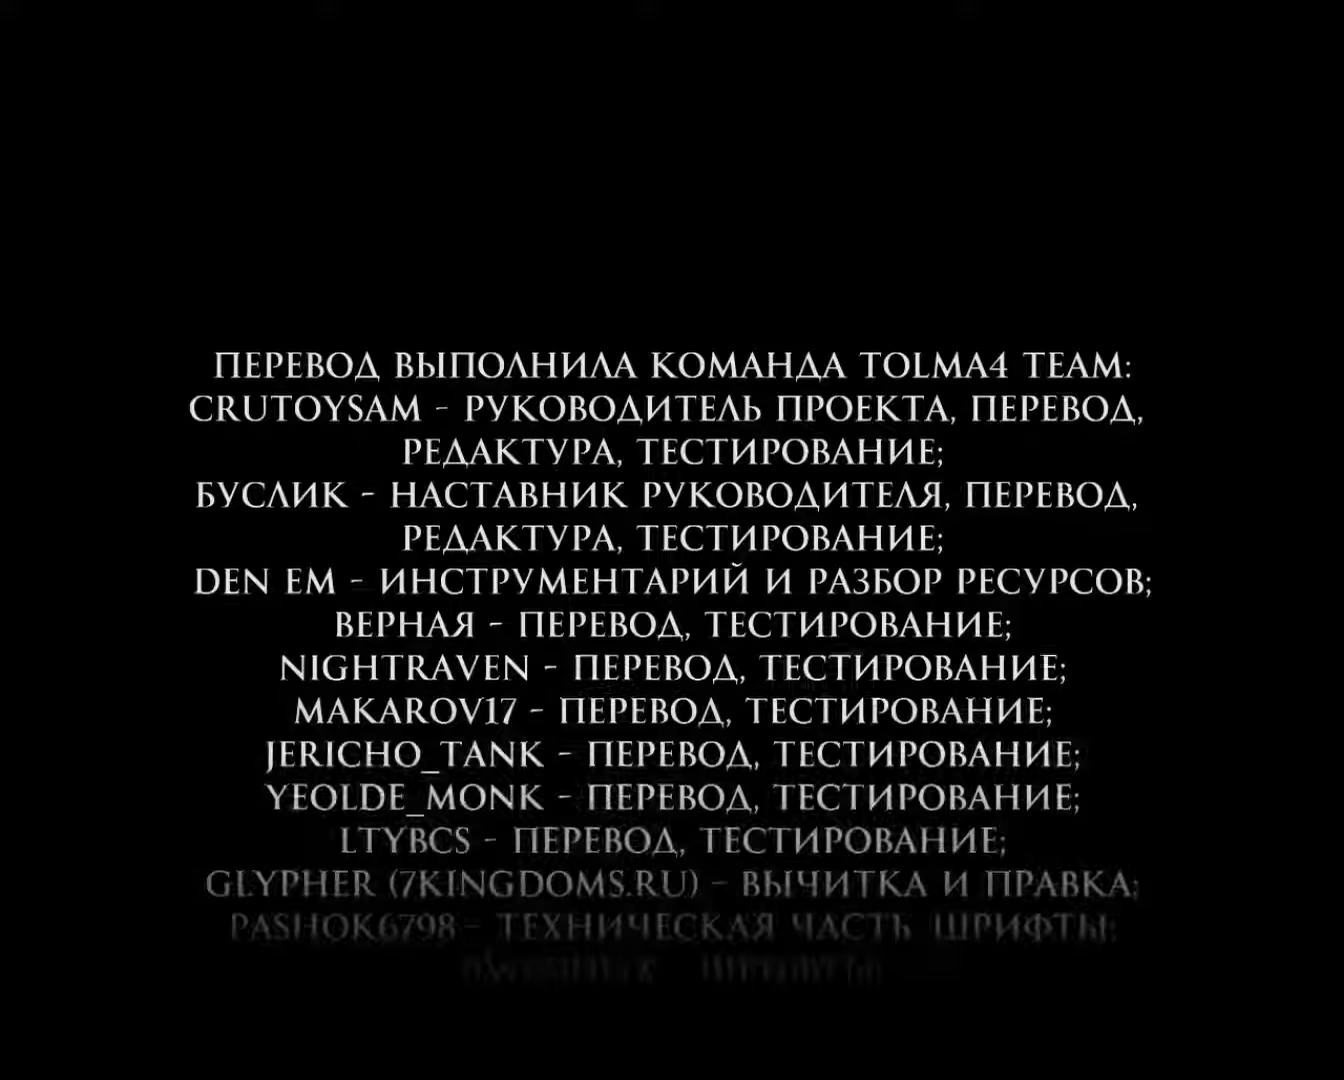 ПЕРЕВОД ВЫПОЛНИЛА КОМАНДА TOLMA4 TEAM:
CRUTOYSAM - РУКОВОДИТЕЛЬ ПРОЕКТА, ПЕРЕВОД,
РЕДАКТУРА, ТЕСТИРОВАНИЕ;
БУСЛИК - НАСТАВНИК РУКОВОДИТЕЛЯ, ПЕРЕВОД,
РЕДАКТУРА, ТЕСТИРОВАНИЕ;
DEN EM - ИНСТРУМЕНТАРИЙ И РАЗБОР РЕСУРСОВ;
ВЕРНАЯ - ПЕРЕВОД, ТЕСТИРОВАНИЕ;
NIGHTRAVEN - ПЕРЕВОД, ТЕСТИРОВАНИЕ;
MAKAROV17 - ПЕРЕВОД, ТЕСТИРОВАНИЕ;
JERICHO_TANK - ПЕРЕВОД, ТЕСТИРОВАНИЕ;
YEOLDE_MONK - ПЕРЕВОД, ТЕСТИРОВАНИЕ;
LTYBCS - ПЕРЕВОД, ТЕСТИРОВАНИЕ;
GLYPHER (7KINGDOMS.RU) - ВЫЧИТКА И ПРАВКА;
PASHOK6798 - ТЕХНИЧЕСКАЯ ЧАСТЬ, ШРИФТЫ;